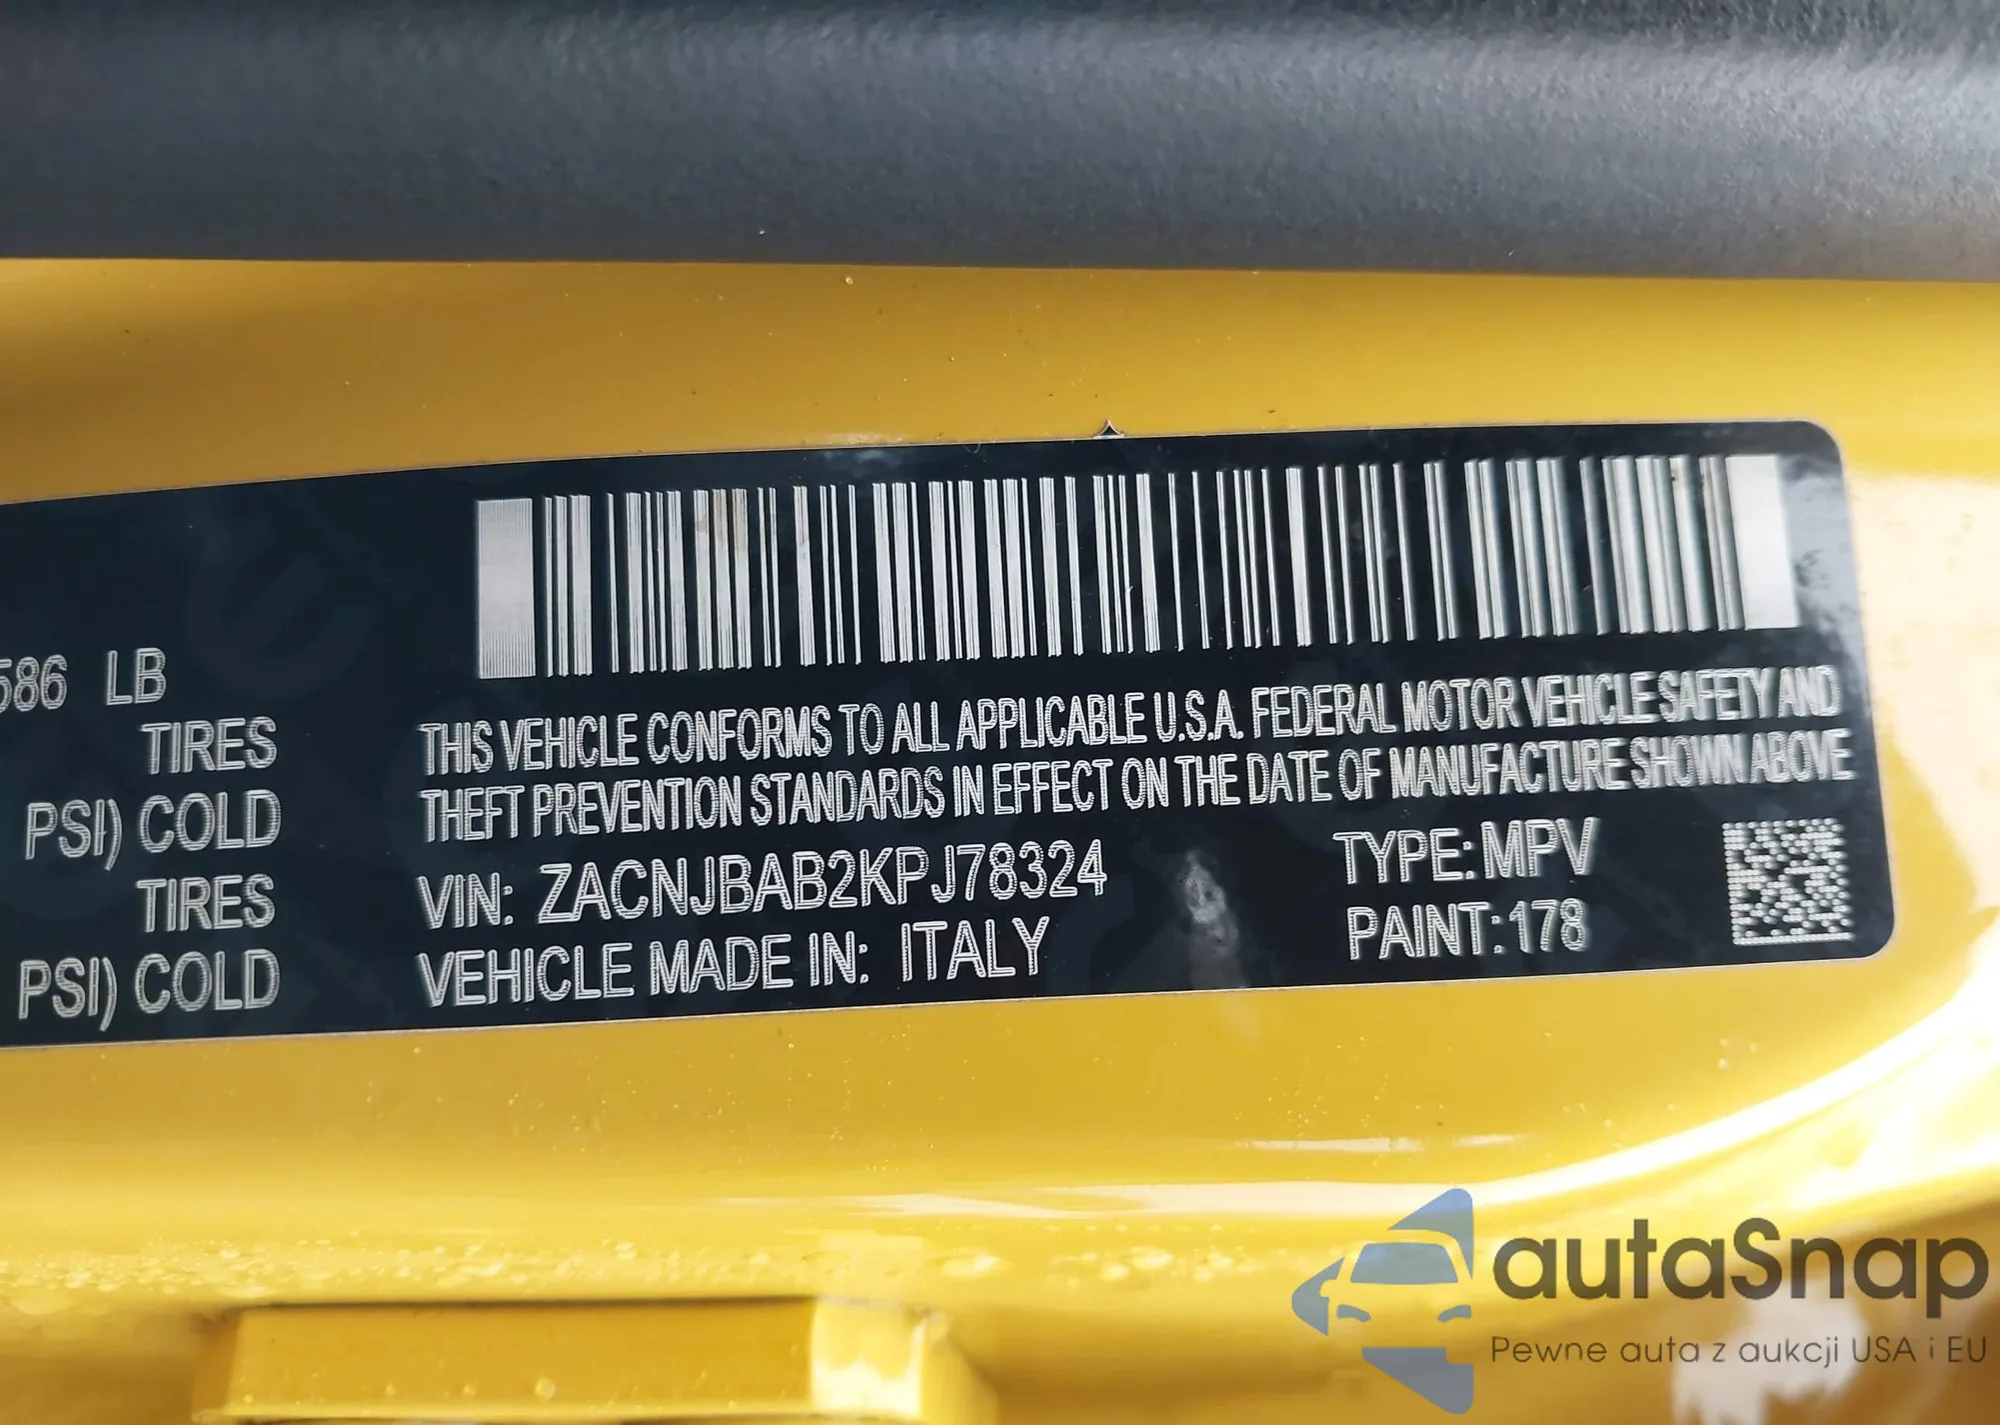 586 LB
TIRES
PSI) COLD
TIRES
PSI) COLD
THIS VEHICLE CONFORMS TO ALL APPLICABLE U.S.A. FEDERAL MOTOR VEHICLE SAFETY AND
THEFT PREVENTION STANDARDS IN EFFECT ON THE DATE OF MANUFACTURE SHOWN ABOVE
VIN: ZACNJBAB2KPJ78324
TYPE: MPV
VEHICLE MADE IN: ITALY
PAINT: 178
autaSnap
Pewne auta z aukcji USA i EU